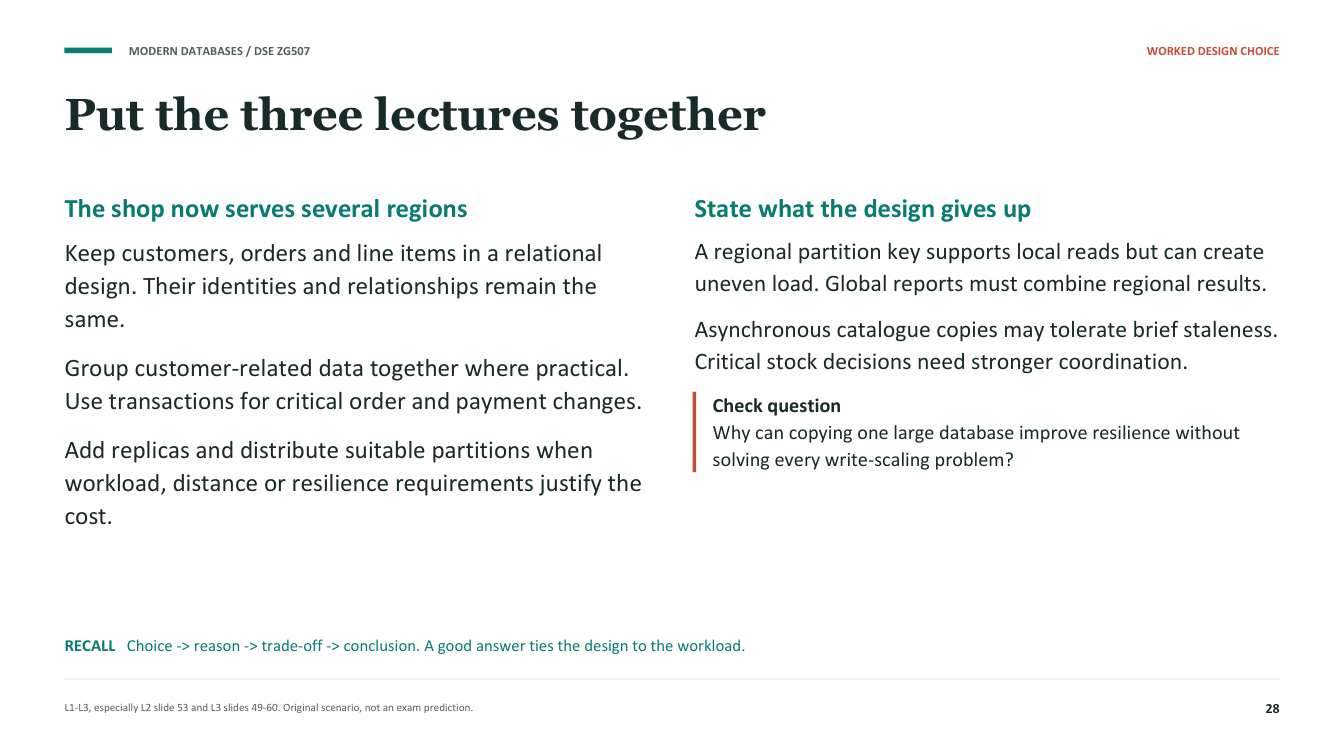 MODERN DATABASES / DSE ZG507
WORKED DESIGN CHOICE
Put the three lectures together
The shop now serves several regions
Keep customers, orders and line items in a relational
design. Their identities and relationships remain the
same.
Group customer-related data together where practical.
Use transactions for critical order and payment changes.
Add replicas and distribute suitable partitions when
workload, distance or resilience requirements justify the
cost.
State what the design gives up
A regional partition key supports local reads but can create
uneven load. Global reports must combine regional results.
Asynchronous catalogue copies may tolerate brief staleness.
Critical stock decisions need stronger coordination.
Check question
Why can copying one large database improve resilience without
solving every write-scaling problem?
RECALL Choice -> reason -> trade-off -> conclusion. A good answer ties the design to the workload.
L1-L3, especially L2 slide 53 and L3 slides 49-60. Original scenario, not an exam prediction.
28